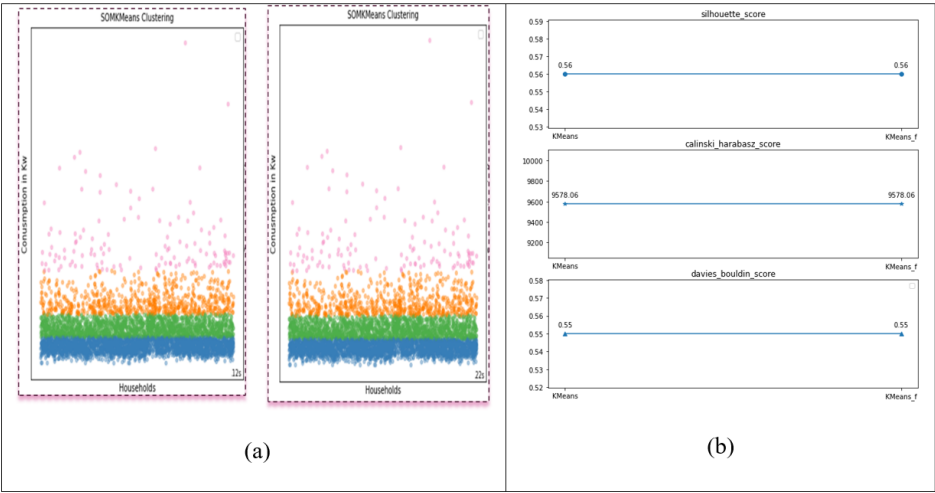 SOMKMeans Clustering
Conusmption in Kw
.12s
Households
SOMKMeans Clustering
Conusmption in Kw
.22s
Households
(a)
silhouette_score
0.59
0.58
0.57
0.56
0.55
0.54
0.53
0.56
0.56
KMeans
KMeans_f
calinski_harabasz_score
10000
9800
9600
9400
9200
9578.06
9578.06
KMeans
KMeans_f
davies_bouldin_score
0.58
0.56
0.56
0.55
0.54
0.53
0.52
0.55
0.55
KMeans
KMeans_f
(b)